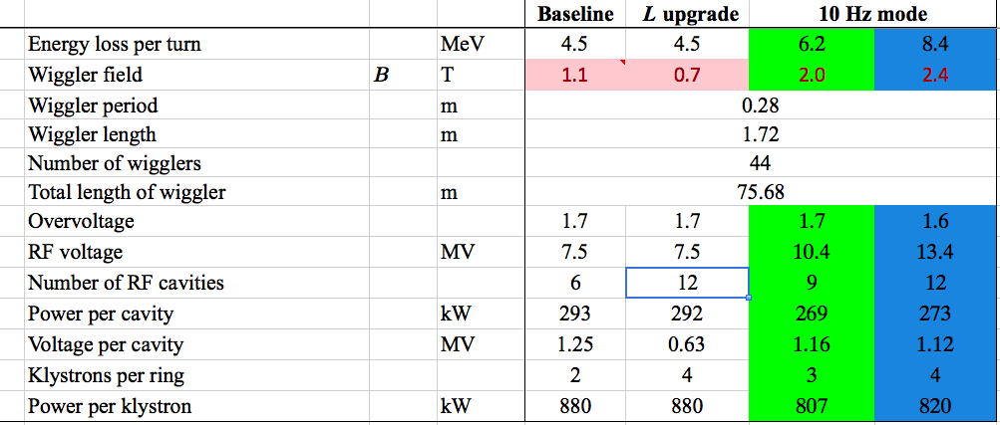 Baseline L upgrade 10 Hz mode
Energy loss per turn MeV 4.5 4.5 6.2 8.4
Wiggler field B T 1.1 0.7 2.0 2.4
Wiggler period m 0.28
Wiggler length m 1.72
Number of wigglers 44
Total length of wiggler m 75.68
Overvoltage 1.7 1.7 1.7 1.6
RF voltage MV 7.5 7.5 10.4 13.4
Number of RF cavities 6 12 9 12
Power per cavity kW 293 292 269 273
Voltage per cavity MV 1.25 0.63 1.16 1.12
Klystrons per ring 2 4 3 4
Power per klystron kW 880 880 807 820